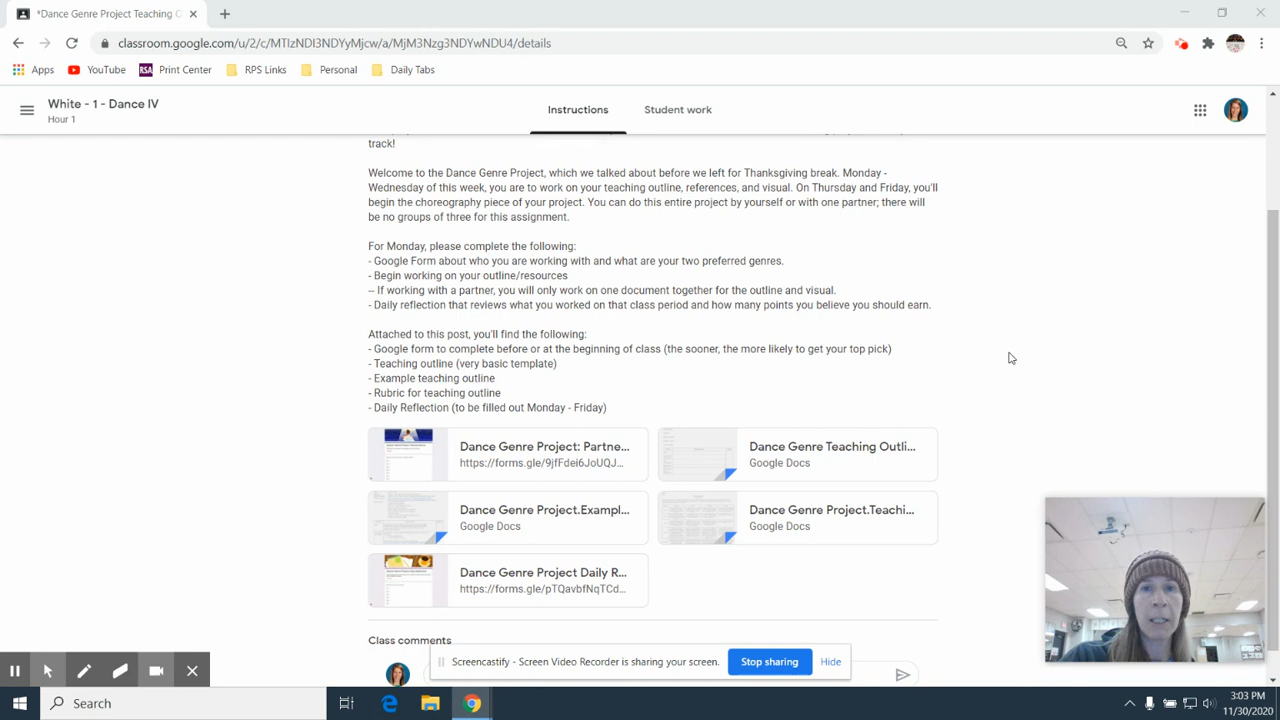 *Dance Genre Project Teaching O
classroom.google.com/u/2/c/MTIzNDI3NDYyMjcw/a/MjM3Nzg3NDYwNDU4/details
Apps YouTube RSA Print Center RPS Links Personal Daily Tabs
White - 1 - Dance IV
Hour 1
Instructions Student work
track!
Welcome to the Dance Genre Project, which we talked about before we left for Thanksgiving break. Monday -
Wednesday of this week, you are to work on your teaching outline, references, and visual. On Thursday and Friday, you'll
begin the choreography piece of your project. You can do this entire project by yourself or with one partner; there will
be no groups of three for this assignment.
For Monday, please complete the following:
- Google Form about who you are working with and what are your two preferred genres.
- Begin working on your outline/resources
-- If working with a partner, you will only work on one document together for the outline and visual.
- Daily reflection that reviews what you worked on that class period and how many points you believe you should earn.
Attached to this post, you'll find the following:
- Google form to complete before or at the beginning of class (the sooner, the more likely to get your top pick)
- Teaching outline (very basic template)
- Example teaching outline
- Rubric for teaching outline
- Daily Reflection (to be filled out Monday - Friday)
Dance Genre Project: Partne...
https://forms.gle/9jfFdei6JoUQJ...
Dance Genre Teaching Outli...
Google Docs
Dance Genre Project.Exampl...
Google Docs
Dance Genre Project.Teachi...
Google Docs
Dance Genre Project Daily R...
https://forms.gle/pTQavbfNqTCd...
Class comments
Screencastify - Screen Video Recorder is sharing your screen. Stop sharing Hide
Search
3:03 PM
11/30/2020